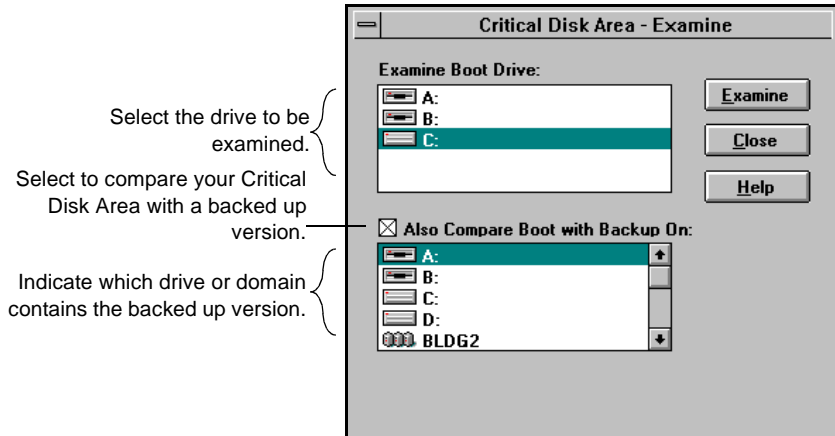 Critical Disk Area - Examine
Examine Boot Drive:
A:
B:
C:
Examine
Close
Help
Select the drive to be
examined.
Select to compare your Critical
Disk Area with a backed up
version.
Also Compare Boot with Backup On:
A:
B:
C:
D:
BLDG2
Indicate which drive or domain
contains the backed up version.